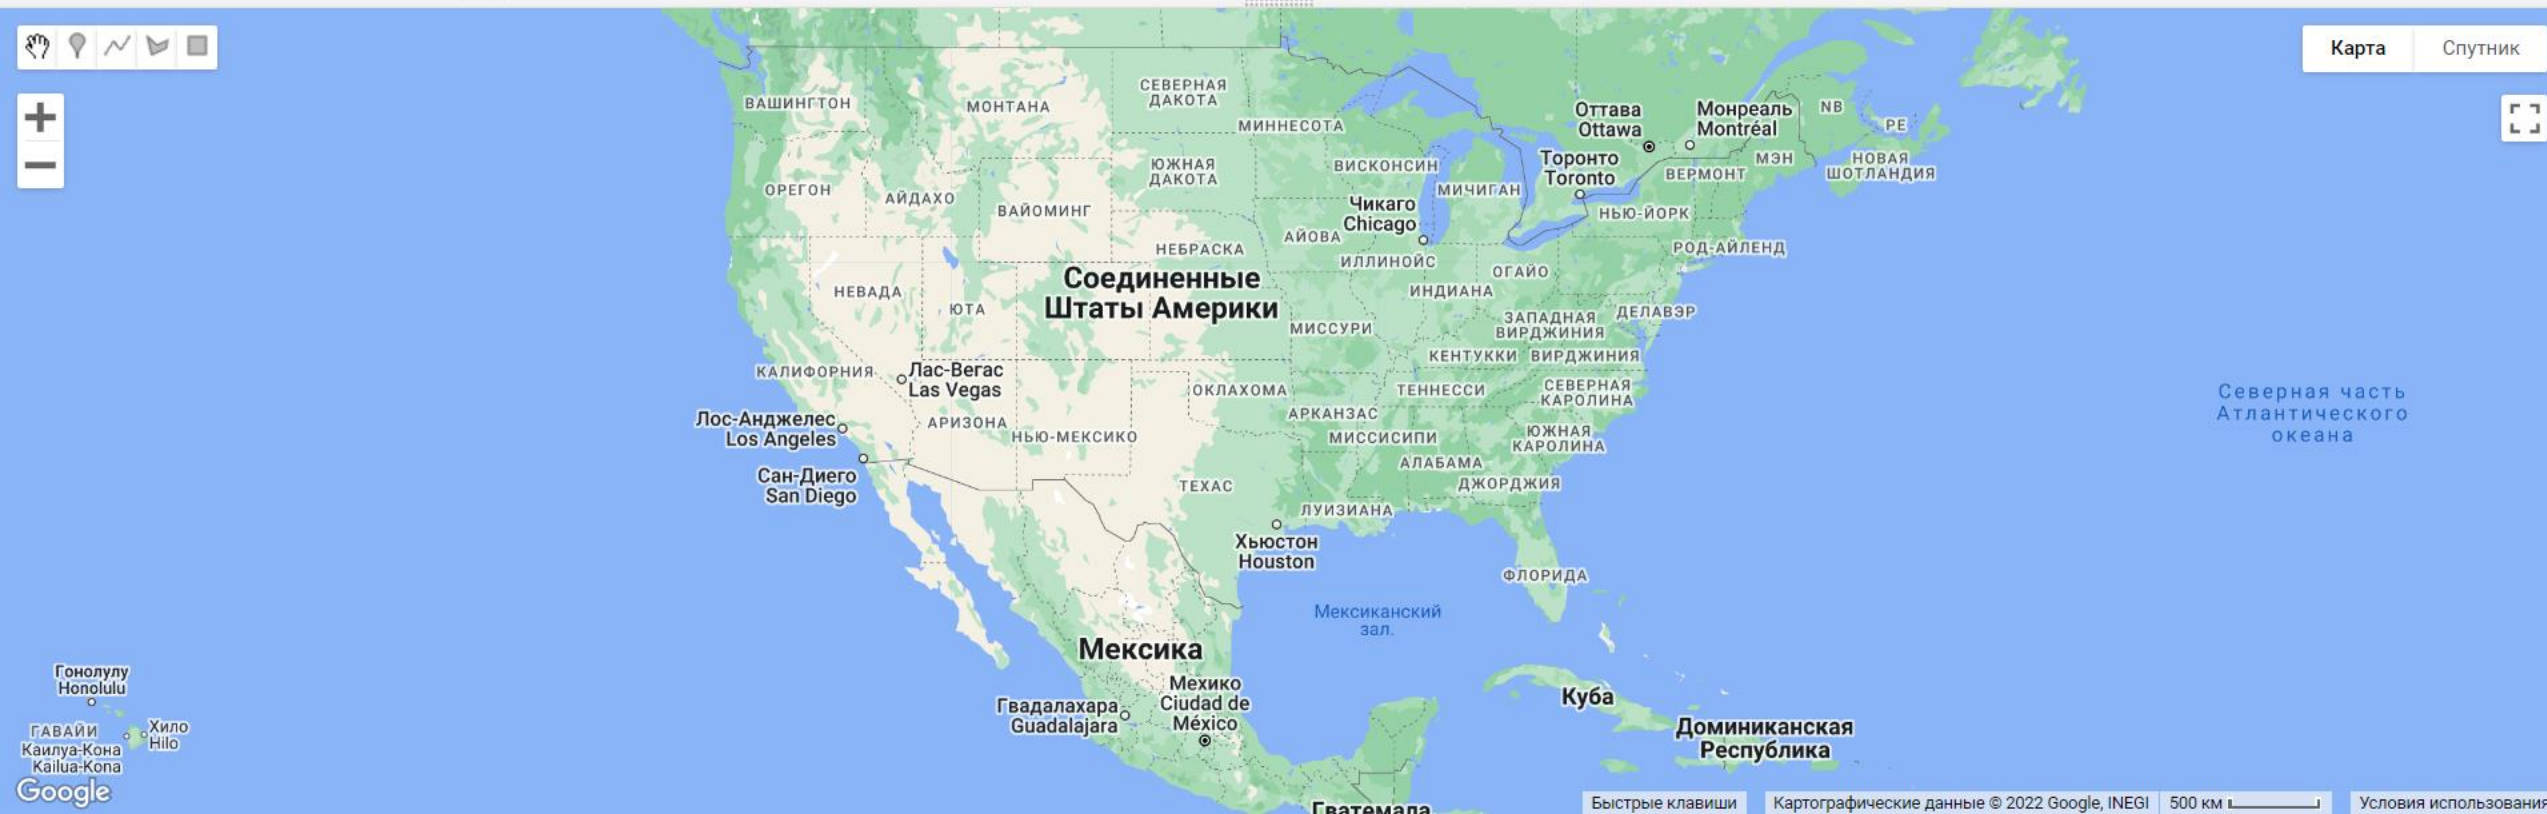 Карта
Спутник
СЕВЕРНАЯ
ДАКОТА
ВАШИНГТОН
МОНТАНА
Оттава
Ottawa
Монреаль
Montréal
NB
PE
МИННЕСОТА
ЮЖНАЯ
ДАКОТА
ВИСКОНСИН
Торонто
Toronto
МЭН
ВЕРМОНТ
НОВАЯ
ШОТЛАНДИЯ
ОРЕГОН
АЙДАХО
ВАЙОМИНГ
МИЧИГАН
Чикаго
Chicago
НЬЮ-ЙОРК
НЕБРАСКА
АЙОВА
РОД-АЙЛЕНД
ИЛЛИНОЙС
ОГАЙО
Соединенные
Штаты Америки
НЕВАДА
ЮТА
ИНДИАНА
ЗАПАДНАЯ
ВИРДЖИНИЯ
ДЕЛАВЭР
МИССУРИ
КЕНТУККИ
ВИРДЖИНИЯ
КАЛИФОРНИЯ
Лас-Вегас
Las Vegas
ОКЛАХОМА
ТЕННЕССИ
СЕВЕРНАЯ
КАРОЛИНА
Северная часть
Атлантического
океана
Лос-Анджелес
Los Angeles
АРИЗОНА
НЬЮ-МЕКСИКО
АРКАНЗАС
МИССИСИПИ
ЮЖНАЯ
КАРОЛИНА
АЛАБАМА
Сан-Диего
San Diego
ТЕХАС
ДЖОРДЖИЯ
ЛУИЗИАНА
Хьюстон
Houston
ФЛОРИДА
Мексиканский
зал.
Мексика
Гонолулу
Honolulu
Мехико
Ciudad de
México
Гвадалахара
Guadalajara
Куба
Доминиканская
Республика
ГАВАЙИ
Хило
Hilo
Каилуа-Кона
Kailua-Kona
Google
Гватемала
Быстрые клавиши
Картографические данные © 2022 Google, INEGI
500 км
Условия использования